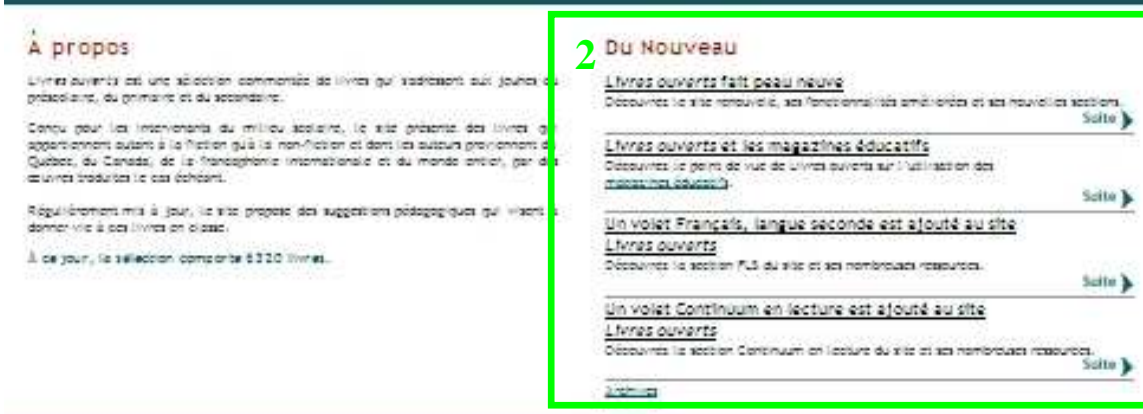 À propos
Livres ouverts est une sélection commentée de livres qui s'adressent aux jeunes du
préscolaire, du primaire et du secondaire.
Conçu pour les intervenants du milieu scolaire, le site présente des livres qui
appartiennent autant à la fiction qu'à la non-fiction et dont les auteurs proviennent du
Québec, du Canada, de la francophonie internationale et du monde entier, par des
œuvres traduites le cas échéant.
Régulièrement mis à jour, le site propose des suggestions pédagogiques qui visent à
donner vie à ces livres en classe.
À ce jour, la sélection comporte 6320 livres.
2
Du Nouveau
Livres ouverts fait peau neuve
Découvrez le site renouvelé, ses fonctionnalités améliorées et ses nouvelles sections.
Suite
Livres ouverts et les magazines éducatifs
Découvrez le point de vue de Livres ouverts sur l'utilisation des
magazines éducatifs.
Suite
Un volet Français, langue seconde est ajouté au site
Livres ouverts
Découvrez la section FLS du site et ses nombreuses ressources.
Suite
Un volet Continuum en lecture est ajouté au site
Livres ouverts
Découvrez la section Continuum en lecture du site et ses nombreuses ressources.
Suite
Archives